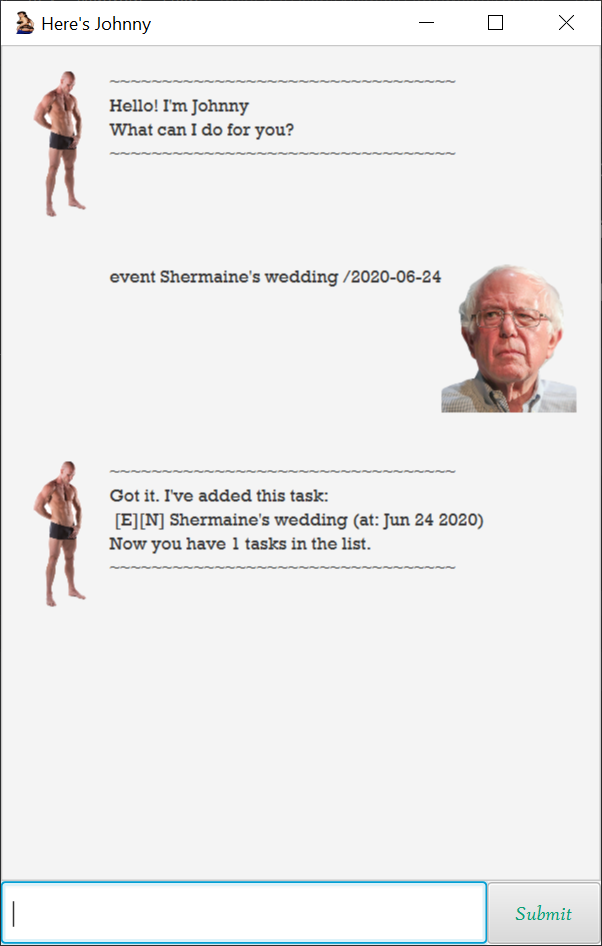 Here's Johnny
~~~~~~~~~~~~~~~~~~~~~~~~~~~~~~~~~
Hello! I'm Johnny
What can I do for you?
~~~~~~~~~~~~~~~~~~~~~~~~~~~~~~~~~
event Shermaine's wedding /2020-06-24
~~~~~~~~~~~~~~~~~~~~~~~~~~~~~~~~~
Got it. I've added this task:
[E][N] Shermaine's wedding (at: Jun 24 2020)
Now you have 1 tasks in the list.
~~~~~~~~~~~~~~~~~~~~~~~~~~~~~~~~~
Submit